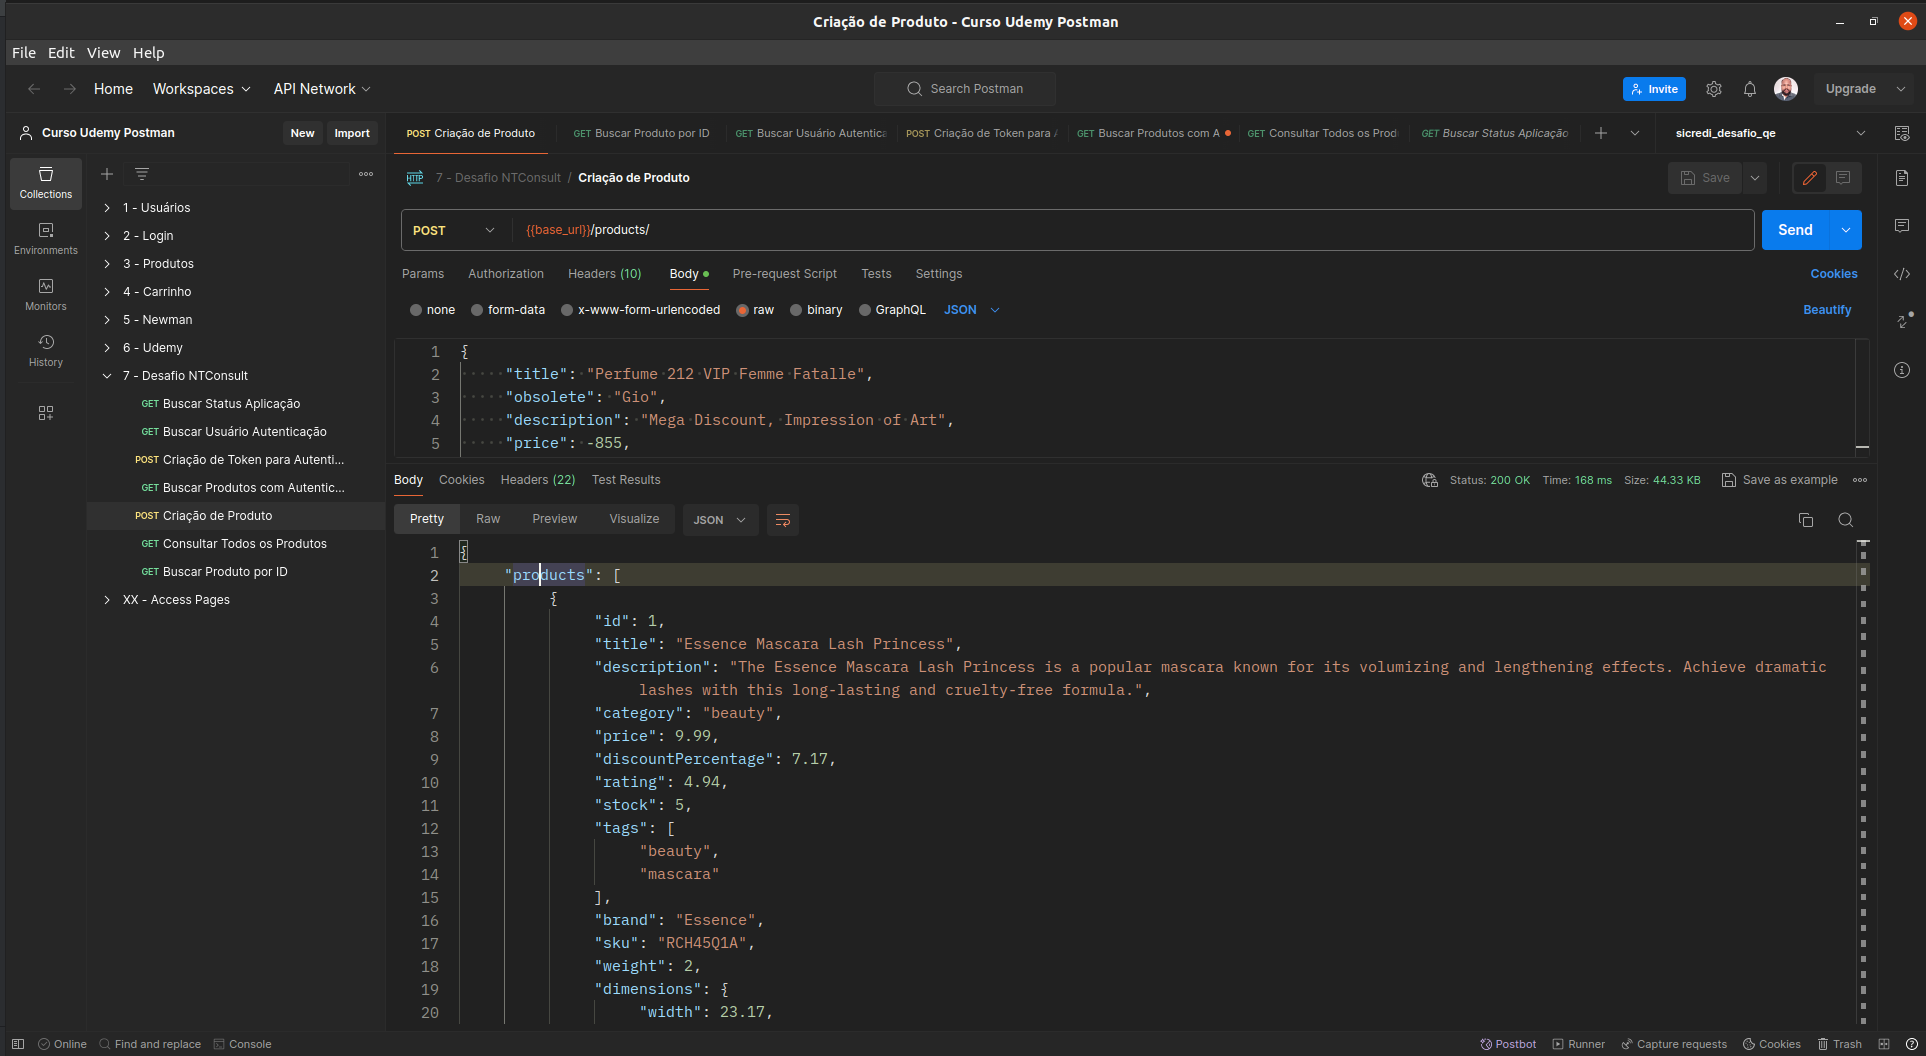 Criação de Produto - Curso Udemy Postman
File Edit View Help
Home Workspaces API Network Search Postman Invite Upgrade
Curso Udemy Postman New Import
POST Criação de Produto GET Buscar Produto por ID GET Buscar Usuário Autentica POST Criação de Token para GET Buscar Produtos com A GET Consultar Todos os Prod GET Buscar Status Aplicação sicredi_desafio_qe
Collections
Environments
Monitors
History
1 - Usuários
2 - Login
3 - Produtos
4 - Carrinho
5 - Newman
6 - Udemy
7 - Desafio NTConsult
GET Buscar Status Aplicação
GET Buscar Usuário Autenticação
POST Criação de Token para Autenti...
GET Buscar Produtos com Autentic...
POST Criação de Produto
GET Consultar Todos os Produtos
GET Buscar Produto por ID
XX - Access Pages
HTTP 7 - Desafio NTConsult / Criação de Produto Save
POST {{base_url}}/products/ Send
Params Authorization Headers (10) Body Pre-request Script Tests Settings Cookies
none form-data x-www-form-urlencoded raw binary GraphQL JSON Beautify
1 {
2 "title": "Perfume 212 VIP Femme Fatalle",
3 "obsolete": "Gio",
4 "description": "Mega Discount, Impression of Art",
5 "price": -855,
Body Cookies Headers (22) Test Results Status: 200 OK Time: 168 ms Size: 44.33 KB Save as example
Pretty Raw Preview Visualize JSON
1 {
2 "products": [
3 {
4 "id": 1,
5 "title": "Essence Mascara Lash Princess",
6 "description": "The Essence Mascara Lash Princess is a popular mascara known for its volumizing and lengthening effects. Achieve dramatic
lashes with this long-lasting and cruelty-free formula.",
7 "category": "beauty",
8 "price": 9.99,
9 "discountPercentage": 7.17,
10 "rating": 4.94,
11 "stock": 5,
12 "tags": [
13 "beauty",
14 "mascara"
15 ],
16 "brand": "Essence",
17 "sku": "RCH45Q1A",
18 "weight": 2,
19 "dimensions": {
20 "width": 23.17,
Online Find and replace Console Postbot Runner Capture requests Cookies Trash